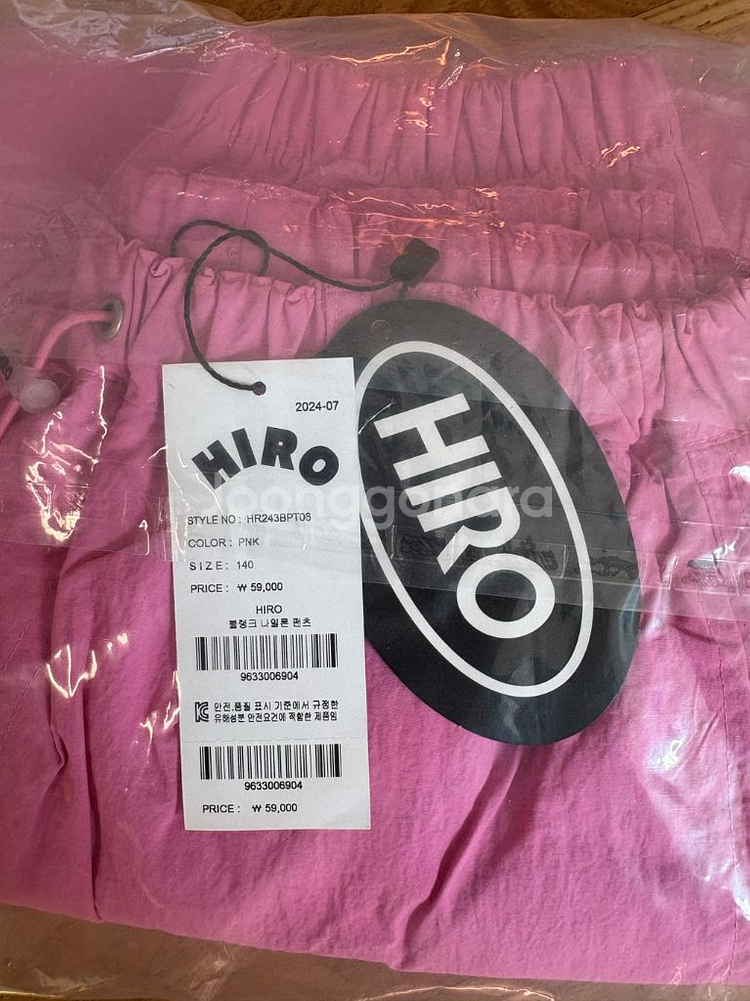 2024-07
HIRO
STYLE NO : HR243BPT06
COLOR : PNK
SIZE : 140
PRICE : ₩ 59,000
HIRO
블랭크 나일론 팬츠
9633006904
안전.품질 표시 기준에서 규정한
유해성분 안전요건에 적합한 제품임
9633006904
PRICE : ₩ 59,000
HIRO
joonggonara